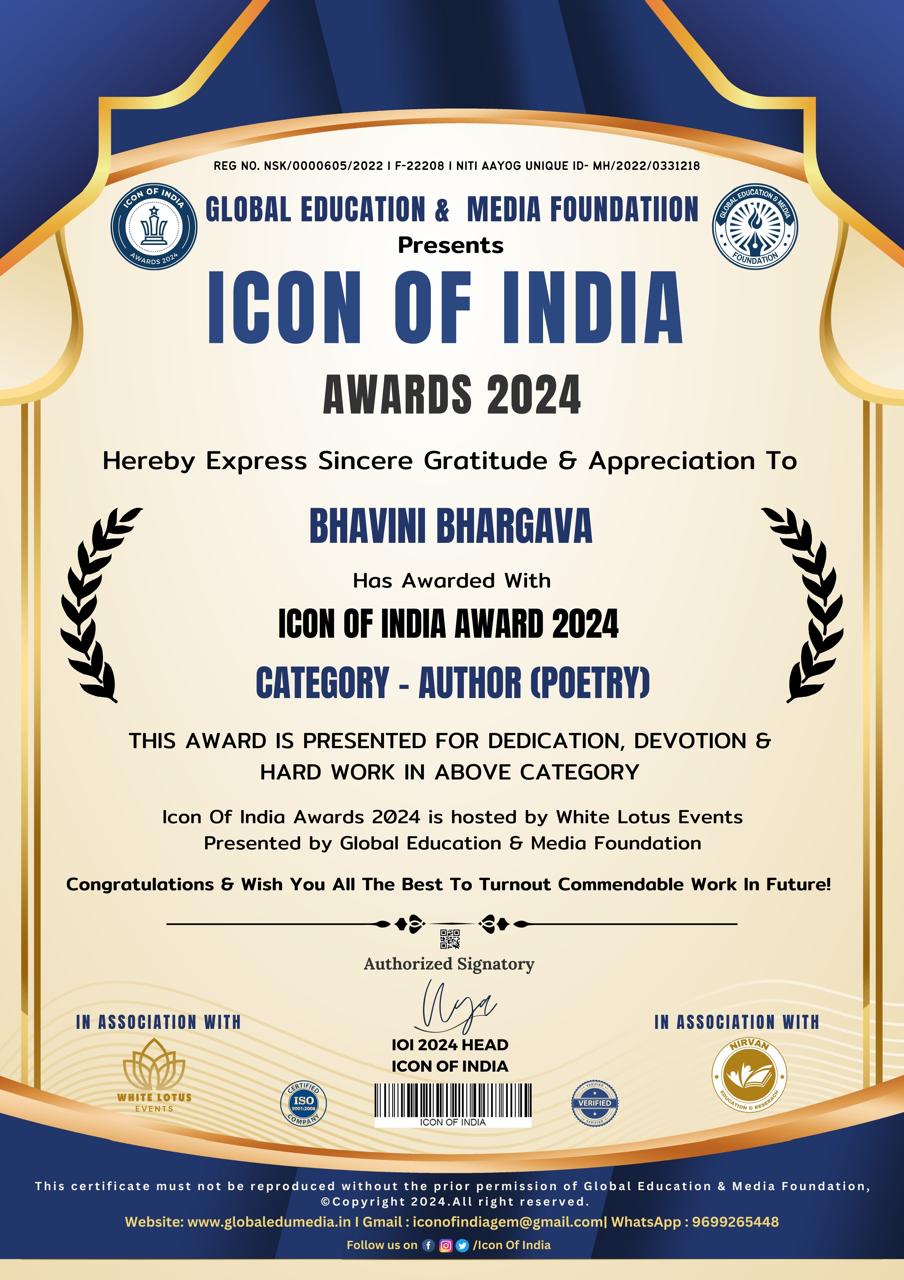 REG NO. NSK/0000605/2022 I F-22208 I NITI AAYOG UNIQUE ID- MH/2022/0331218
ICON OF INDIA
AWARDS 2024
GLOBAL EDUCATION & MEDIA FOUNDATIION
GLOBAL EDUCATION & MEDIA
FOUNDATION
Presents
ICON OF INDIA
AWARDS 2024
Hereby Express Sincere Gratitude & Appreciation To
BHAVINI BHARGAVA
Has Awarded With
ICON OF INDIA AWARD 2024
CATEGORY - AUTHOR (POETRY)
THIS AWARD IS PRESENTED FOR DEDICATION, DEVOTION &
HARD WORK IN ABOVE CATEGORY
Icon Of India Awards 2024 is hosted by White Lotus Events
Presented by Global Education & Media Foundation
Congratulations & Wish You All The Best To Turnout Commendable Work In Future!
Authorized Signatory
IN ASSOCIATION WITH
WHITE LOTUS
EVENTS
IOI 2024 HEAD
ICON OF INDIA
CERTIFIED
ISO
9001:2008
COMPANY
ICON OF INDIA
VERIFIED
IN ASSOCIATION WITH
NIRVAN
EDUCATION & RESERACH
This certificate must not be reproduced without the prior permission of Global Education & Media Foundation,
©Copyright 2024.All right reserved.
Website: www.globaledumedia.in I Gmail : iconofindiagem@gmail.com| WhatsApp : 9699265448
Follow us on /Icon Of India